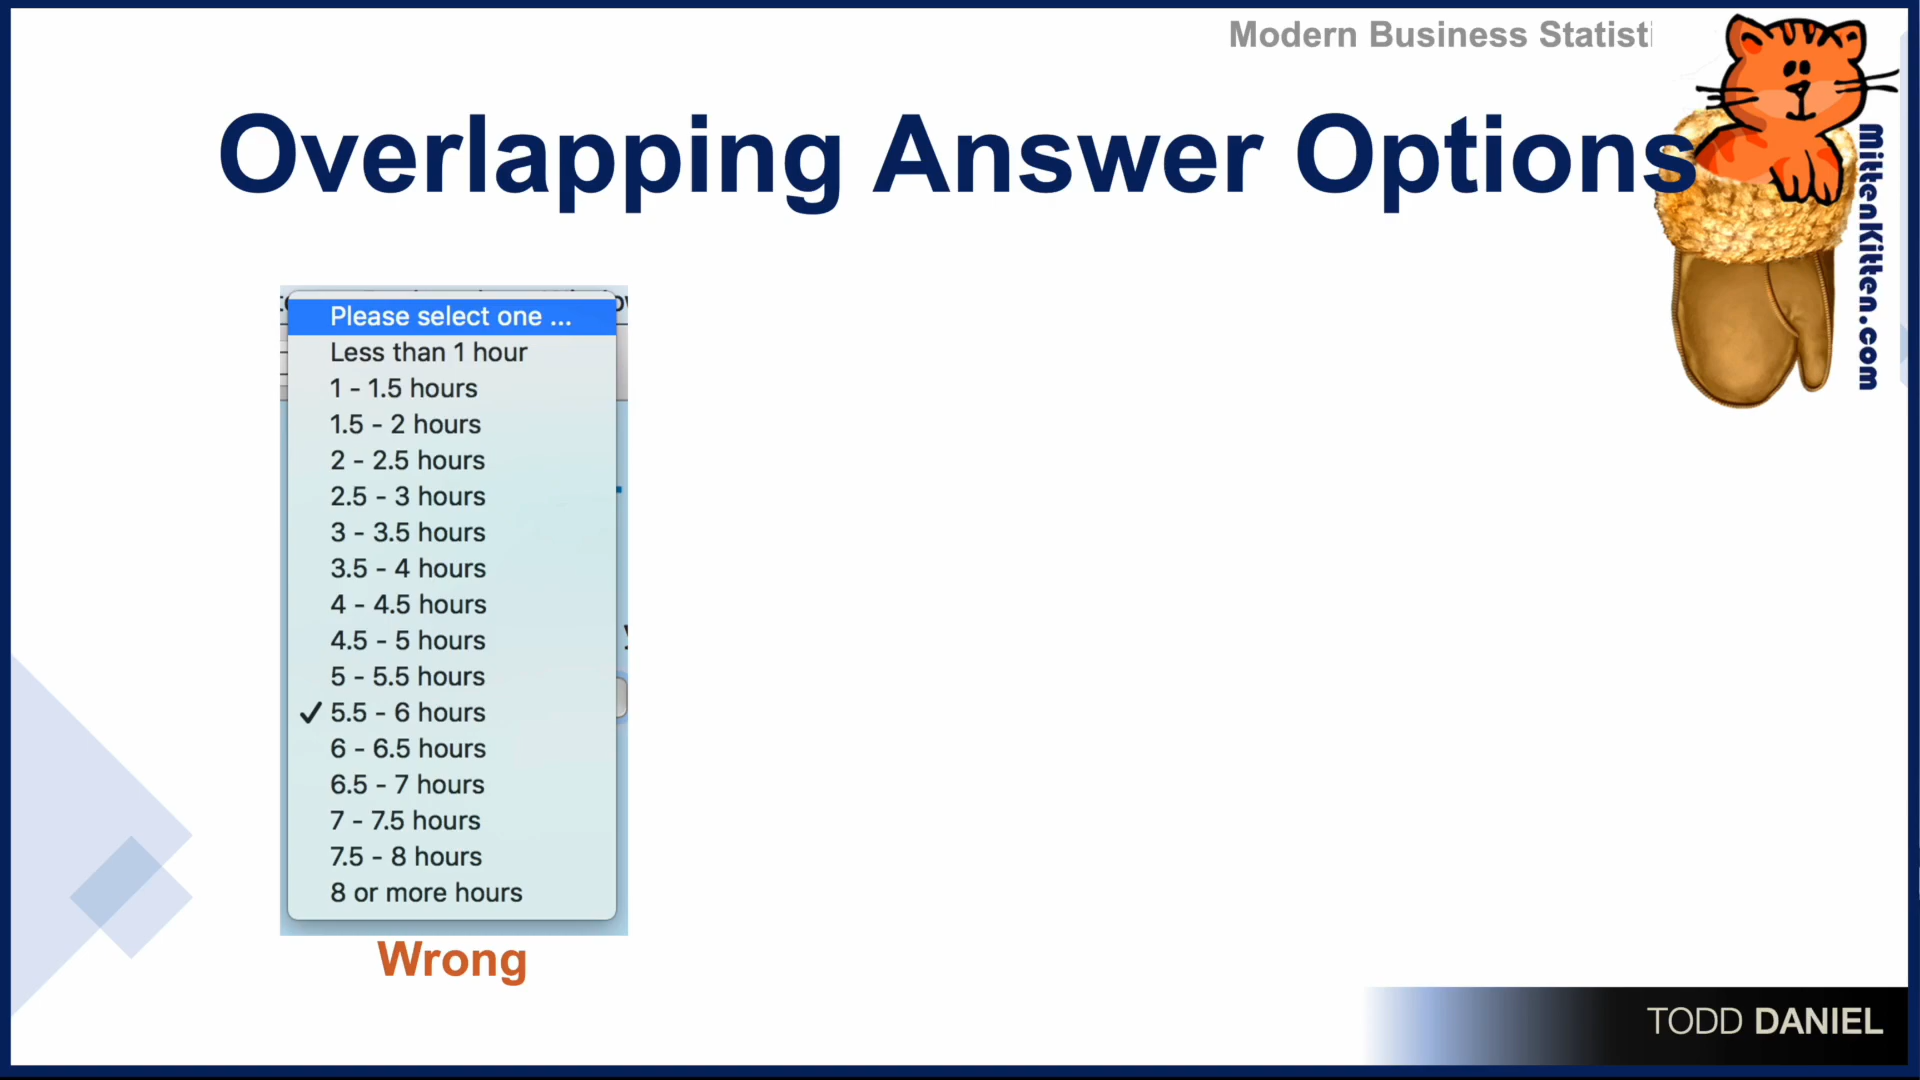 Modern Business Statisti
Overlapping Answer Options
MittenKitten.com
Please select one ...
Less than 1 hour
1 - 1.5 hours
1.5 - 2 hours
2 - 2.5 hours
2.5 - 3 hours
3 - 3.5 hours
3.5 - 4 hours
4 - 4.5 hours
4.5 - 5 hours
5 - 5.5 hours
✓ 5.5 - 6 hours
6 - 6.5 hours
6.5 - 7 hours
7 - 7.5 hours
7.5 - 8 hours
8 or more hours
Wrong
TODD DANIEL